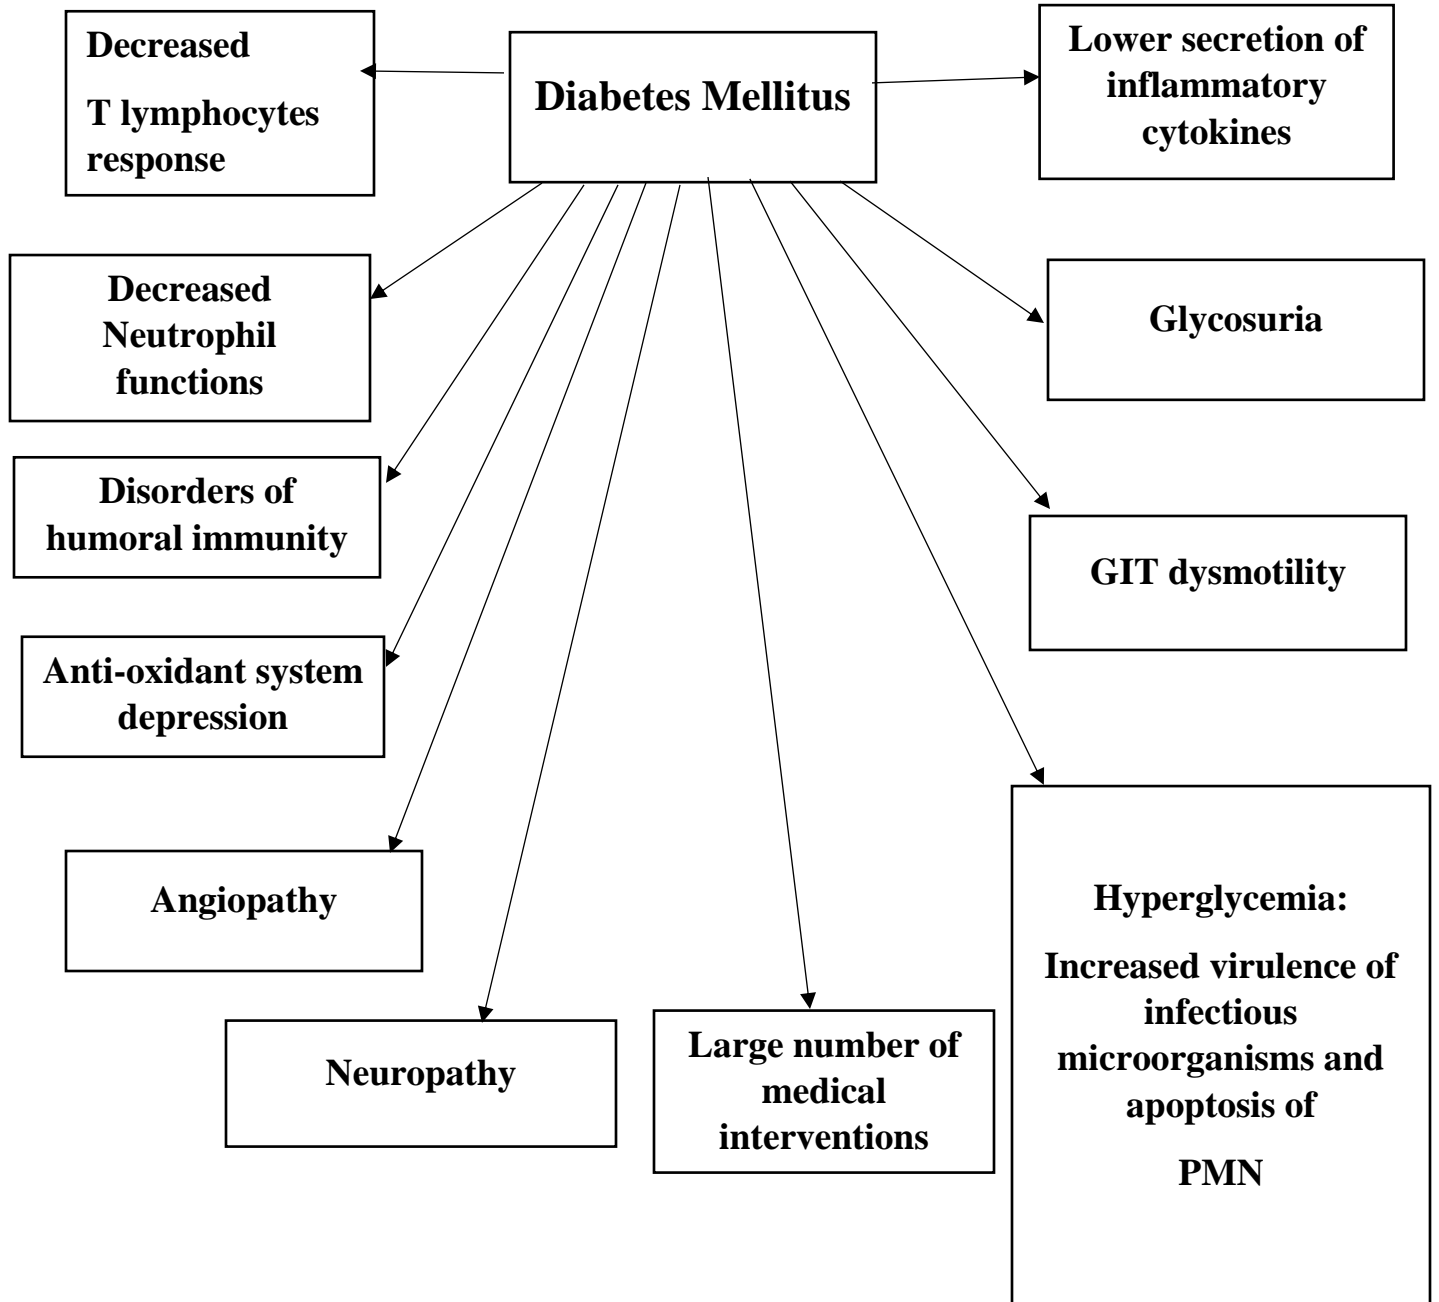 Decreased
T lymphocytes
response
Diabetes Mellitus
Lower secretion of
inflammatory
cytokines
Decreased
Neutrophil
functions
Glycosuria
Disorders of
humoral immunity
GIT dysmotility
Anti-oxidant system
depression
Angiopathy
Hyperglycemia:
Increased virulence of
infectious
microorganisms and
apoptosis of
PMN
Neuropathy
Large number of
medical
interventions